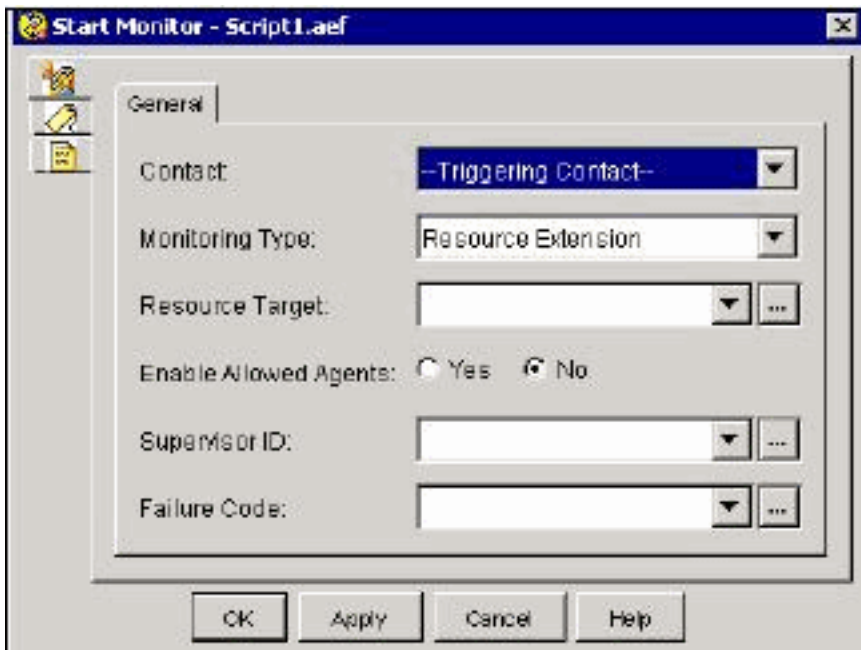 Start Monitor - Script1.aef
General
Contact:
--Triggering Contact--
Monitoring Type:
Resource Extension
Resource Target:
...
Enable Allowed Agents:
Yes
No
Supervisor ID:
...
Failure Code:
...
OK
Apply
Cancel
Help